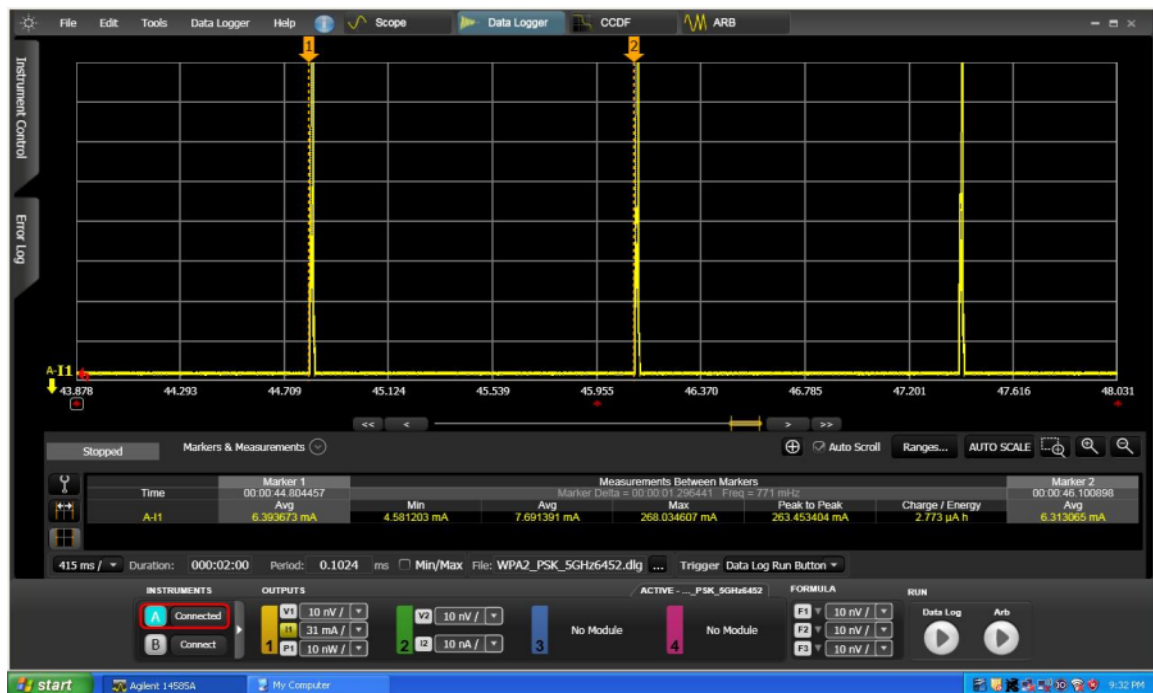 File Edit Tools Data Logger Help i Scope Data Logger CCDF ARB
1 2
Instrument Control
Error Log
A-I1
43.878 44.293 44.709 45.124 45.539 45.955 46.370 46.785 47.201 47.616 48.031
<< < > >>
Stopped Markers & Measurements Auto Scroll Ranges... AUTO SCALE
Marker 1 Measurements Between Markers Marker 2
Time 00:00:44.804457 Marker Delta = 00:00:01.296441 Freq = 771 mHz 00:00:46.100898
Avg Min Avg Max Peak to Peak Charge / Energy Avg
A-I1 6.393673 mA 4.581203 mA 7.691391 mA 268.034607 mA 263.453404 mA 2.773 µA h 6.313065 mA
415 ms / Duration: 000:02:00 Period: 0.1024 ms Min/Max File: WPA2_PSK_5GHz6452.dlg ... Trigger Data Log Run Button
INSTRUMENTS OUTPUTS ACTIVE - ...._PSK_5GHz6452 FORMULA RUN
A Connected V1 10 nV / V2 10 nV / F1 10 nV / Data Log Arb
1 I1 31 mA / 2 3 No Module 4 No Module F2 10 nV /
B Connect P1 10 nW / I2 10 nA / F3 10 nV /
start Agilent 14585A My Computer 9:32 PM